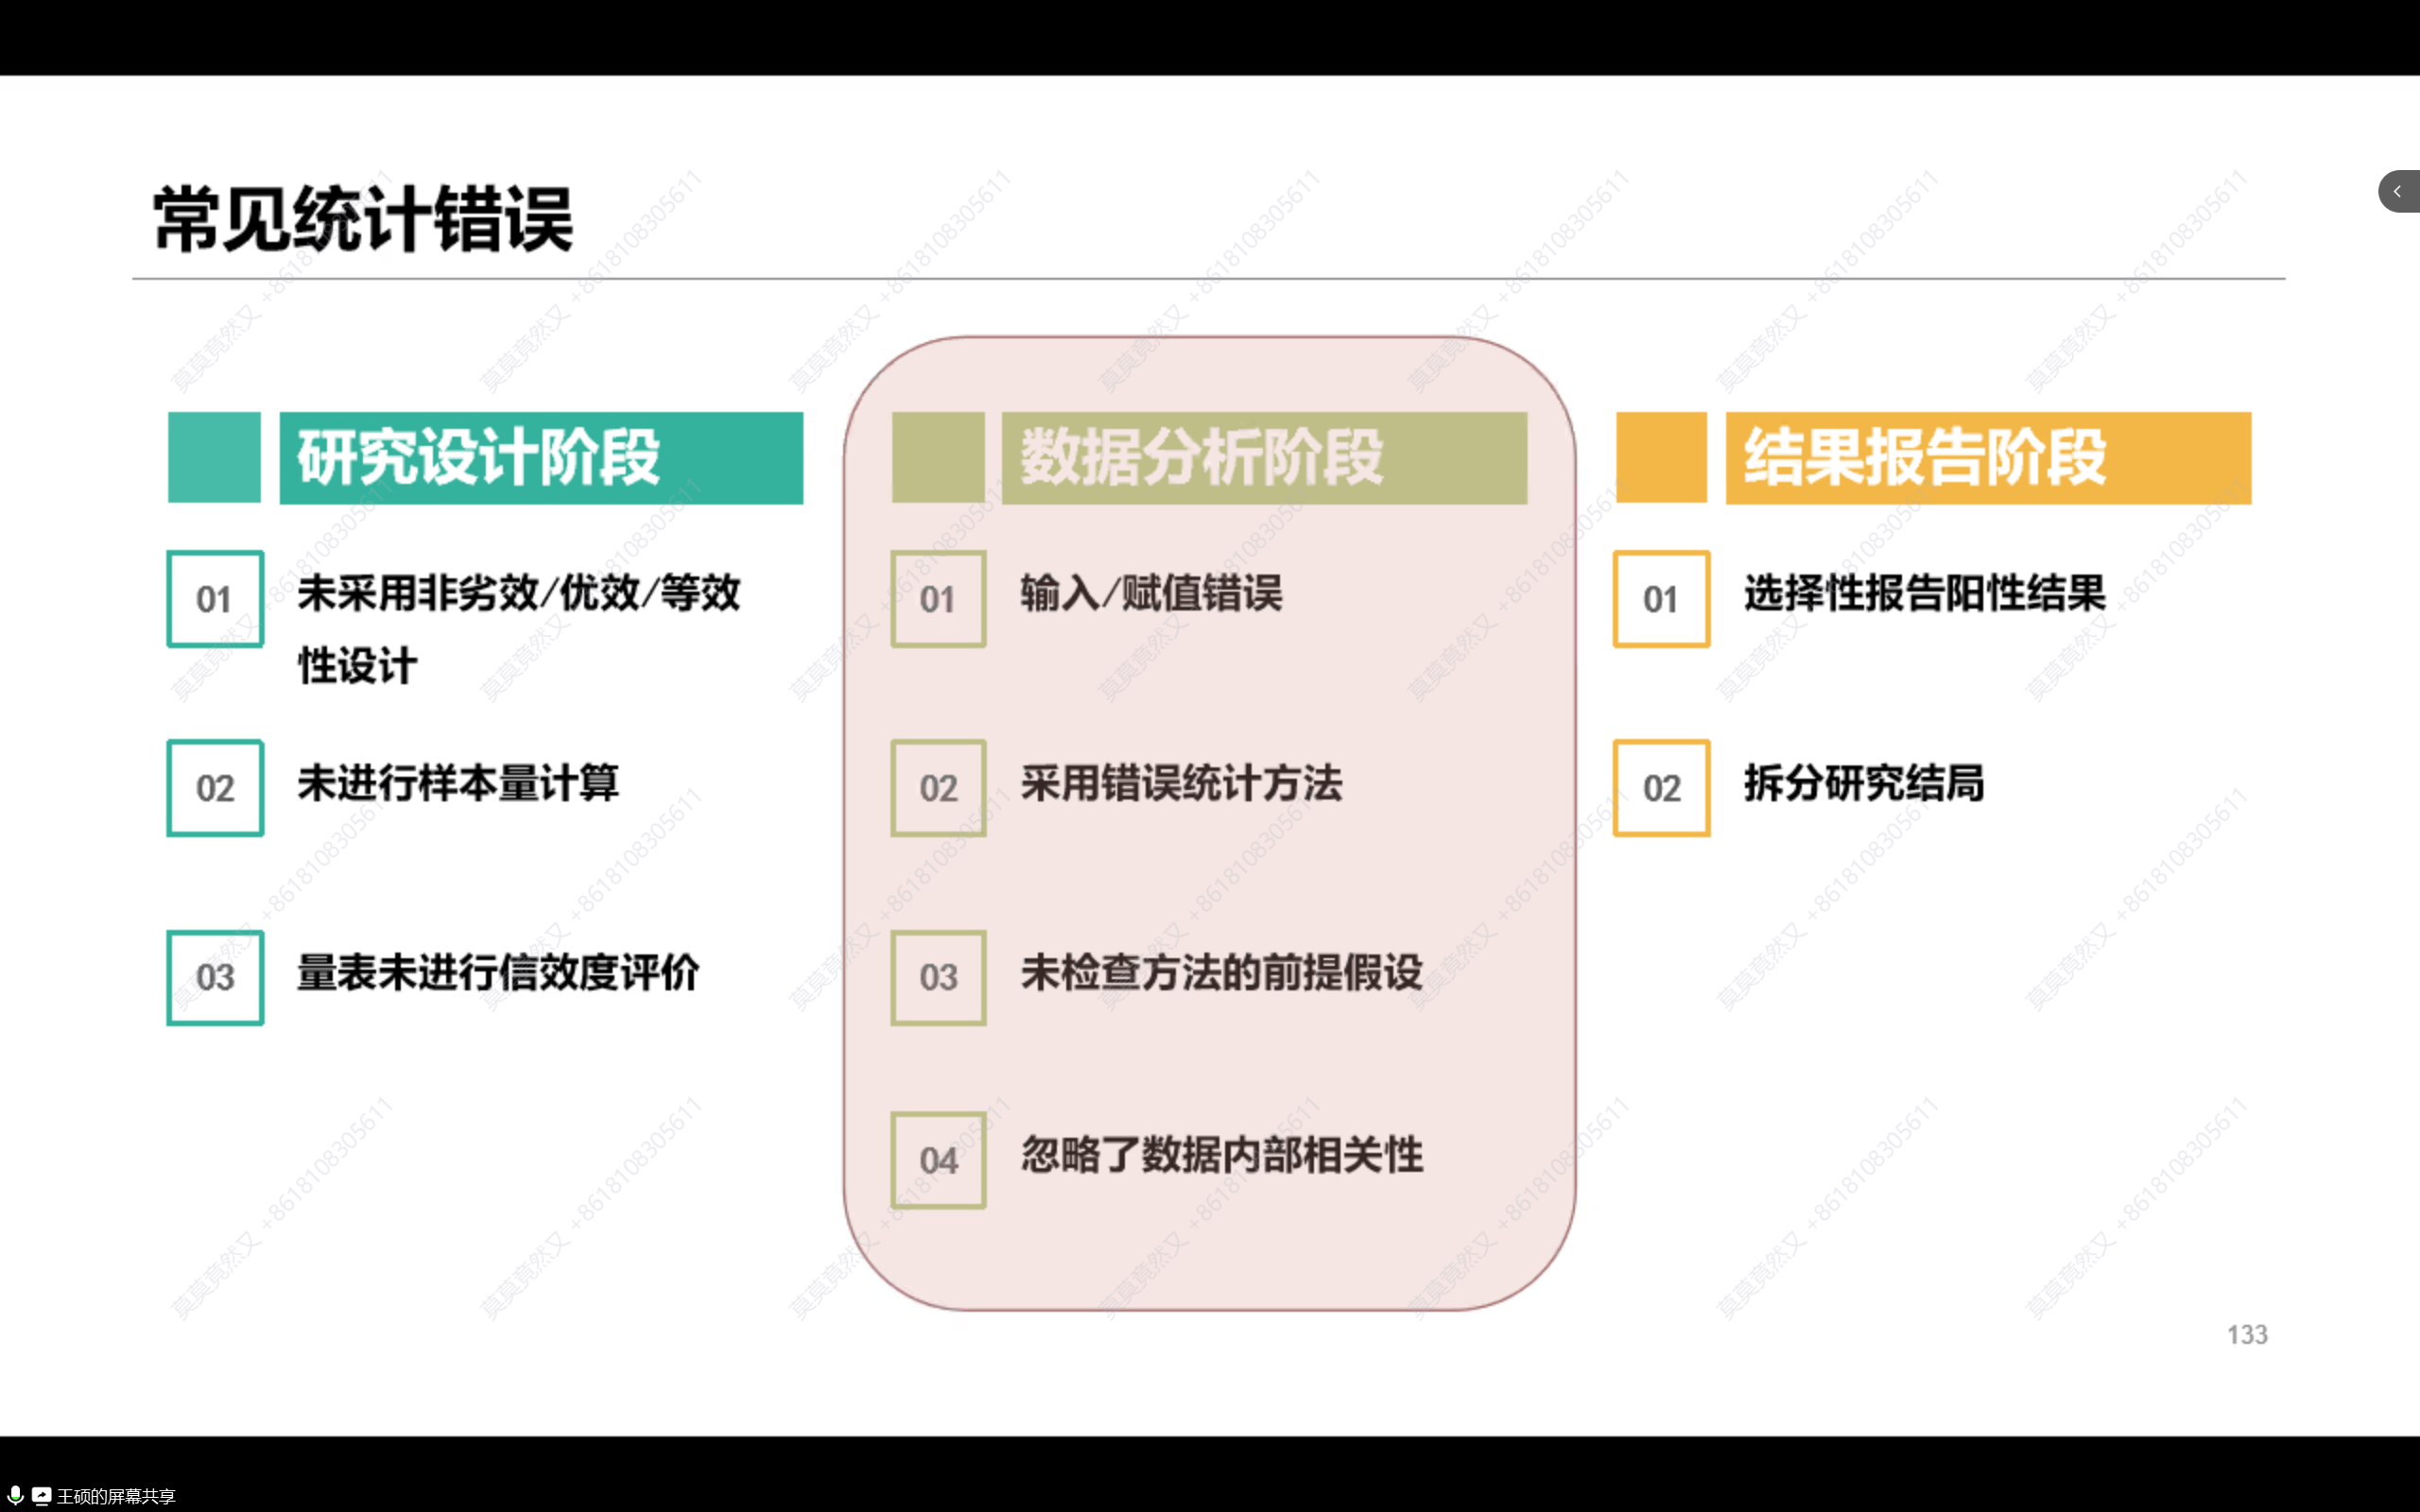 常见统计错误
研究设计阶段
01
未采用非劣效/优效/等效
性设计
02
未进行样本量计算
03
量表未进行信效度评价
数据分析阶段
01
输入/赋值错误
02
采用错误统计方法
03
未检查方法的前提假设
04
忽略了数据内部相关性
结果报告阶段
01
选择性报告阳性结果
02
拆分研究结局
133
王硕的屏幕共享
莫莫竟然又 +8618108305611